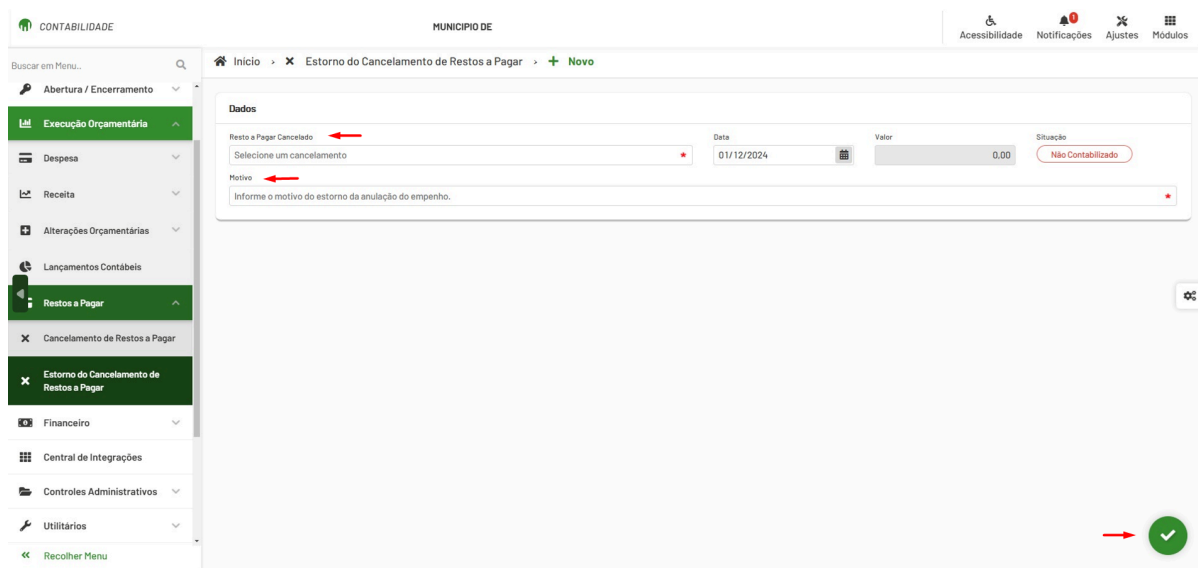 CONTABILIDADE
MUNICIPIO DE
Acessibilidade
1
Notificações
Ajustes
Módulos
Buscar em Menu..
Abertura / Encerramento
Execução Orçamentária
Despesa
Receita
Alterações Orçamentárias
Lançamentos Contábeis
Restos a Pagar
Cancelamento de Restos a Pagar
Estorno do Cancelamento de
Restos a Pagar
Financeiro
Central de Integrações
Controles Administrativos
Utilitários
Recolher Menu
Inicio › Estorno do Cancelamento de Restos a Pagar › Novo
Dados
Resto a Pagar Cancelado
Selecione um cancelamento *
Data
01/12/2024
Valor
0,00
Situação
Não Contabilizado
Motivo
Informe o motivo do estorno da anulação do empenho. *